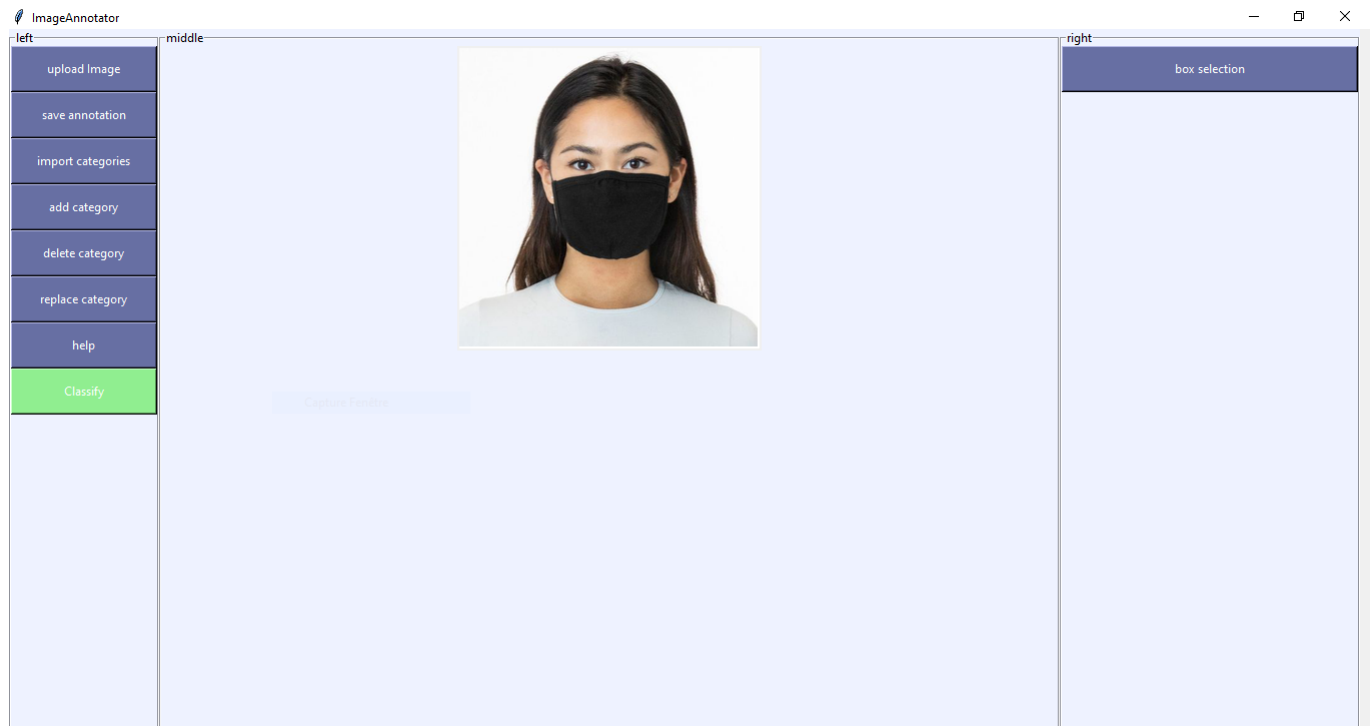 ImageAnnotator
left
middle
right
upload Image
save annotation
import categories
add category
delete category
replace category
help
Classify
box selection